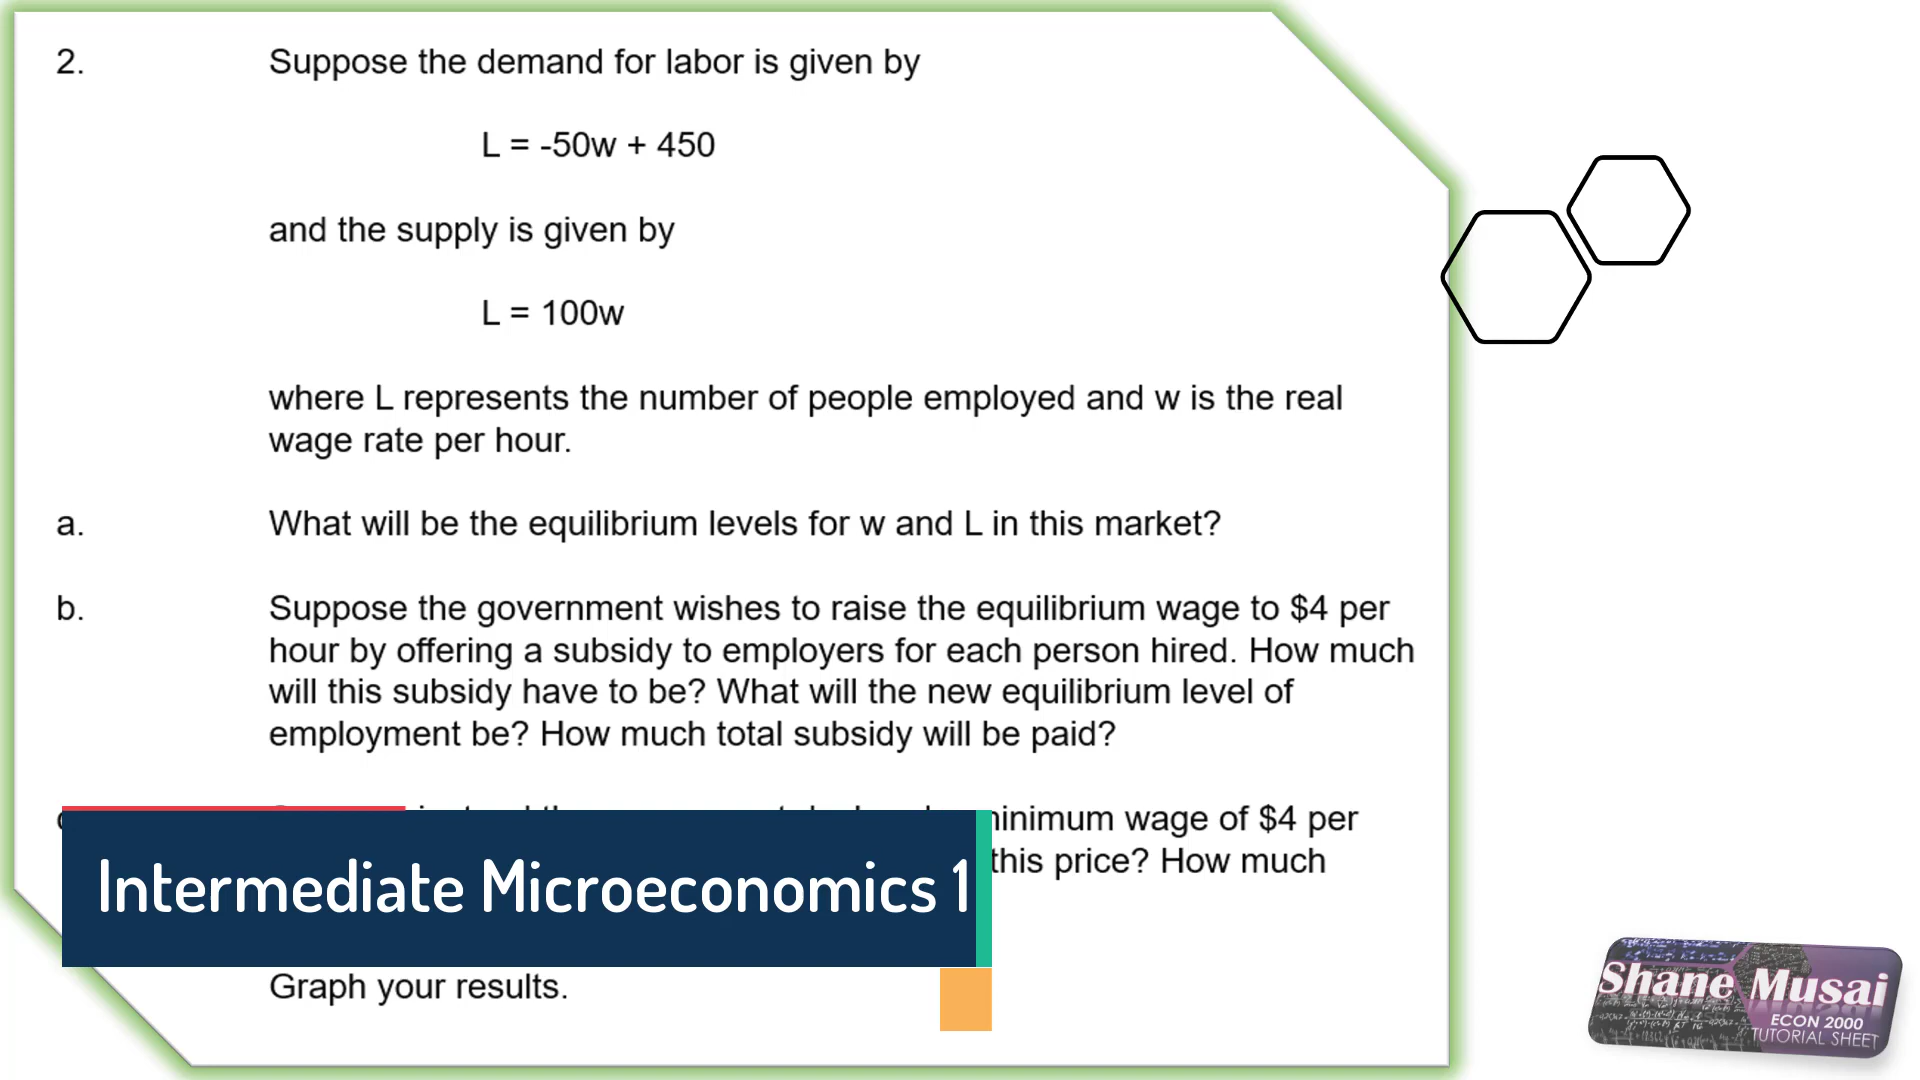 2. Suppose the demand for labor is given by
L = -50w + 450
and the supply is given by
L = 100w
where L represents the number of people employed and w is the real
wage rate per hour.
a. What will be the equilibrium levels for w and L in this market?
b. Suppose the government wishes to raise the equilibrium wage to $4 per
hour by offering a subsidy to employers for each person hired. How much
will this subsidy have to be? What will the new equilibrium level of
employment be? How much total subsidy will be paid?
wage of $4 per
this price? How much
Intermediate Microeconomics 1
Graph your results.
Shane Musai
ECON 2000
TUTORIAL SHEET